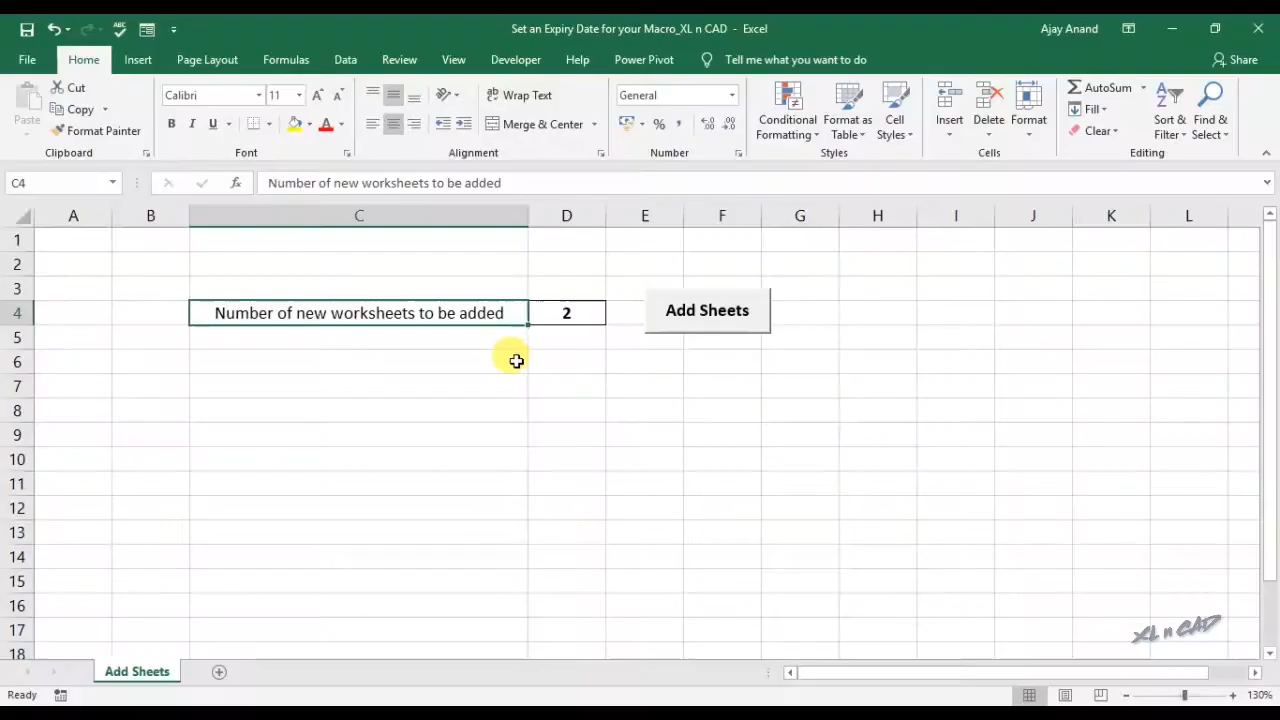 Set an Expiry Date for your Macro_XL n CAD - Excel
Ajay Anand
File Home Insert Page Layout Formulas Data Review View Developer Help Power Pivot Tell me what you want to do Share
Paste
Cut
Copy
Format Painter
Clipboard
Calibri 11
B I U
Font
Wrap Text
Merge & Center
Alignment
General
%
Number
Conditional Formatting
Format as Table
Cell Styles
Styles
Insert Delete Format
Cells
AutoSum
Fill
Clear
Sort & Filter
Find & Select
Editing
C4
fx
Number of new worksheets to be added
A B C D E F G H I J K L
1
2
3
4 Number of new worksheets to be added 2 Add Sheets
5
6
7
8
9
10
11
12
13
14
15
16
17
18
XL n CAD
Add Sheets
Ready
130%